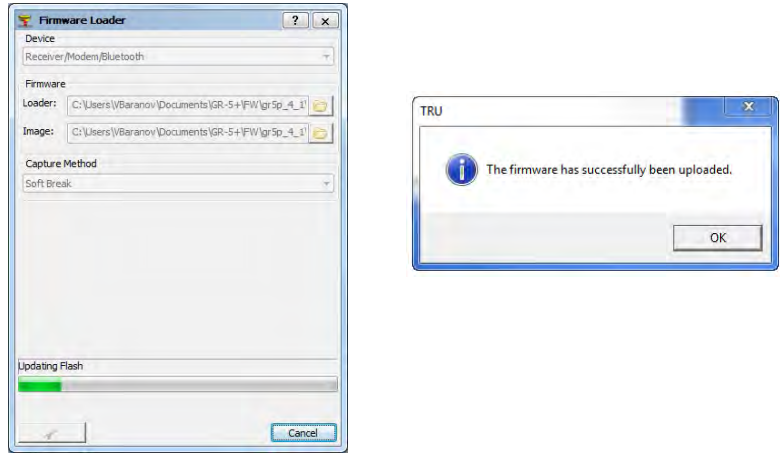 Firmware Loader
Device
Receiver/Modem/Bluetooth
Firmware
Loader: C:\Users\VBaranov\Documents\GR-5+\FW\gr5p_4_1\
Image: C:\Users\VBaranov\Documents\GR-5+\FW\gr5p_4_1\
Capture Method
Soft Break
Updating Flash
Cancel
TRU
The firmware has successfully been uploaded.
OK